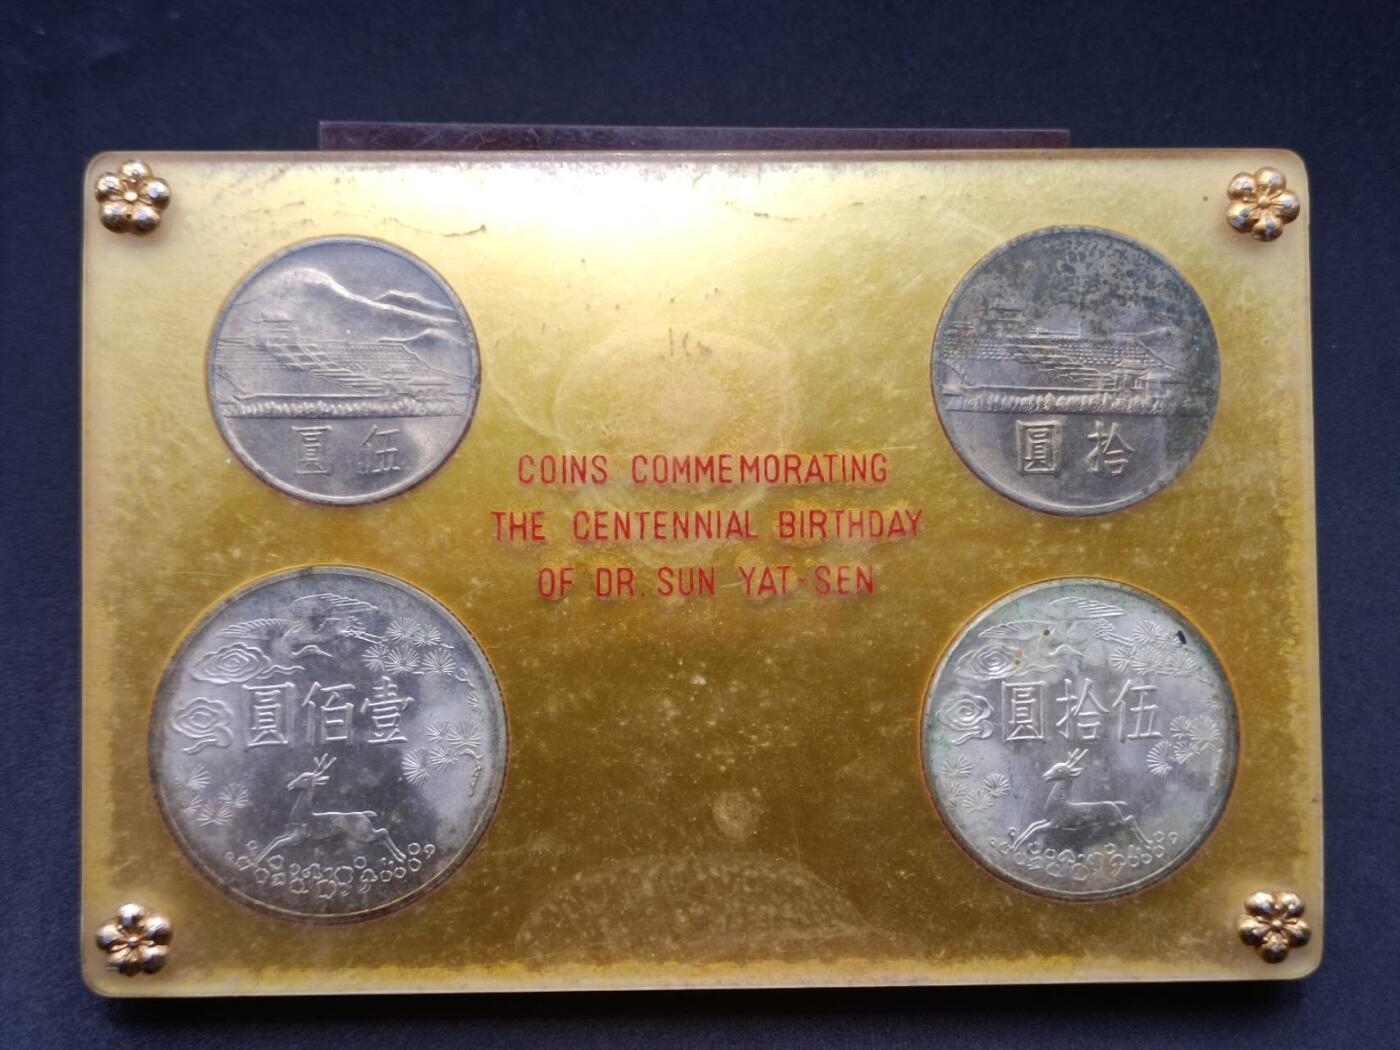 圓伍
圓拾
COINS COMMEMORATING
THE CENTENNIAL BIRTHDAY
OF DR. SUN YAT-SEN
圓佰壹
圓拾伍